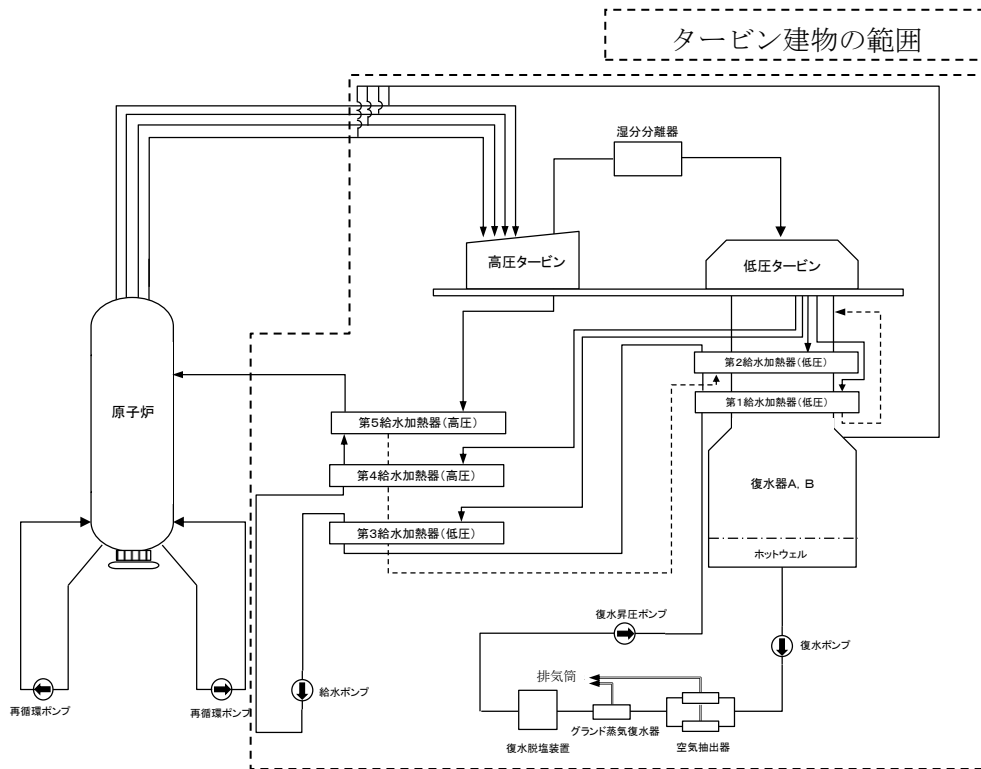 タービン建物の範囲
湿分分離器
高圧タービン
低圧タービン
第2給水加熱器(低圧)
第1給水加熱器(低圧)
原子炉
第5給水加熱器(高圧)
第4給水加熱器(高圧)
第3給水加熱器(低圧)
復水器A, B
ホットウェル
復水昇圧ポンプ
復水ポンプ
排気筒
給水ポンプ
再循環ポンプ
再循環ポンプ
グランド蒸気復水器
復水脱塩装置
空気抽出器